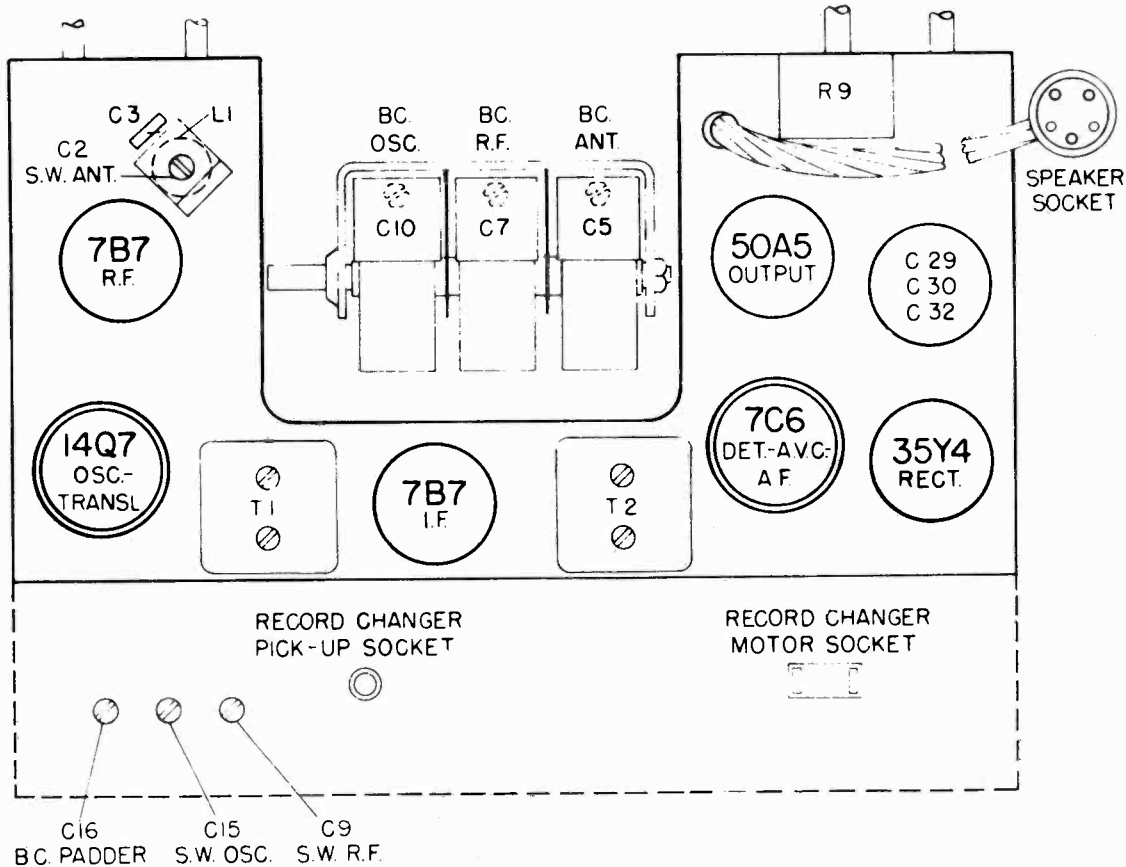 C3
L1
C2
S.W. ANT.
BC.
OSC.
BC.
R.F.
BC.
ANT.
C10
C7
C5
R9
SPEAKER
SOCKET
7B7
R.F.
50A5
OUTPUT
C 29
C 30
C 32
14Q7
OSC.-
TRANSL
T1
7B7
I.F.
T2
7C6
DET.-A.V.C.-
A F.
35Y4
RECT.
RECORD CHANGER
PICK-UP SOCKET
RECORD CHANGER
MOTOR SOCKET
C16
B C. PADDER
C15
S.W. OSC.
C9
S.W. R.F.